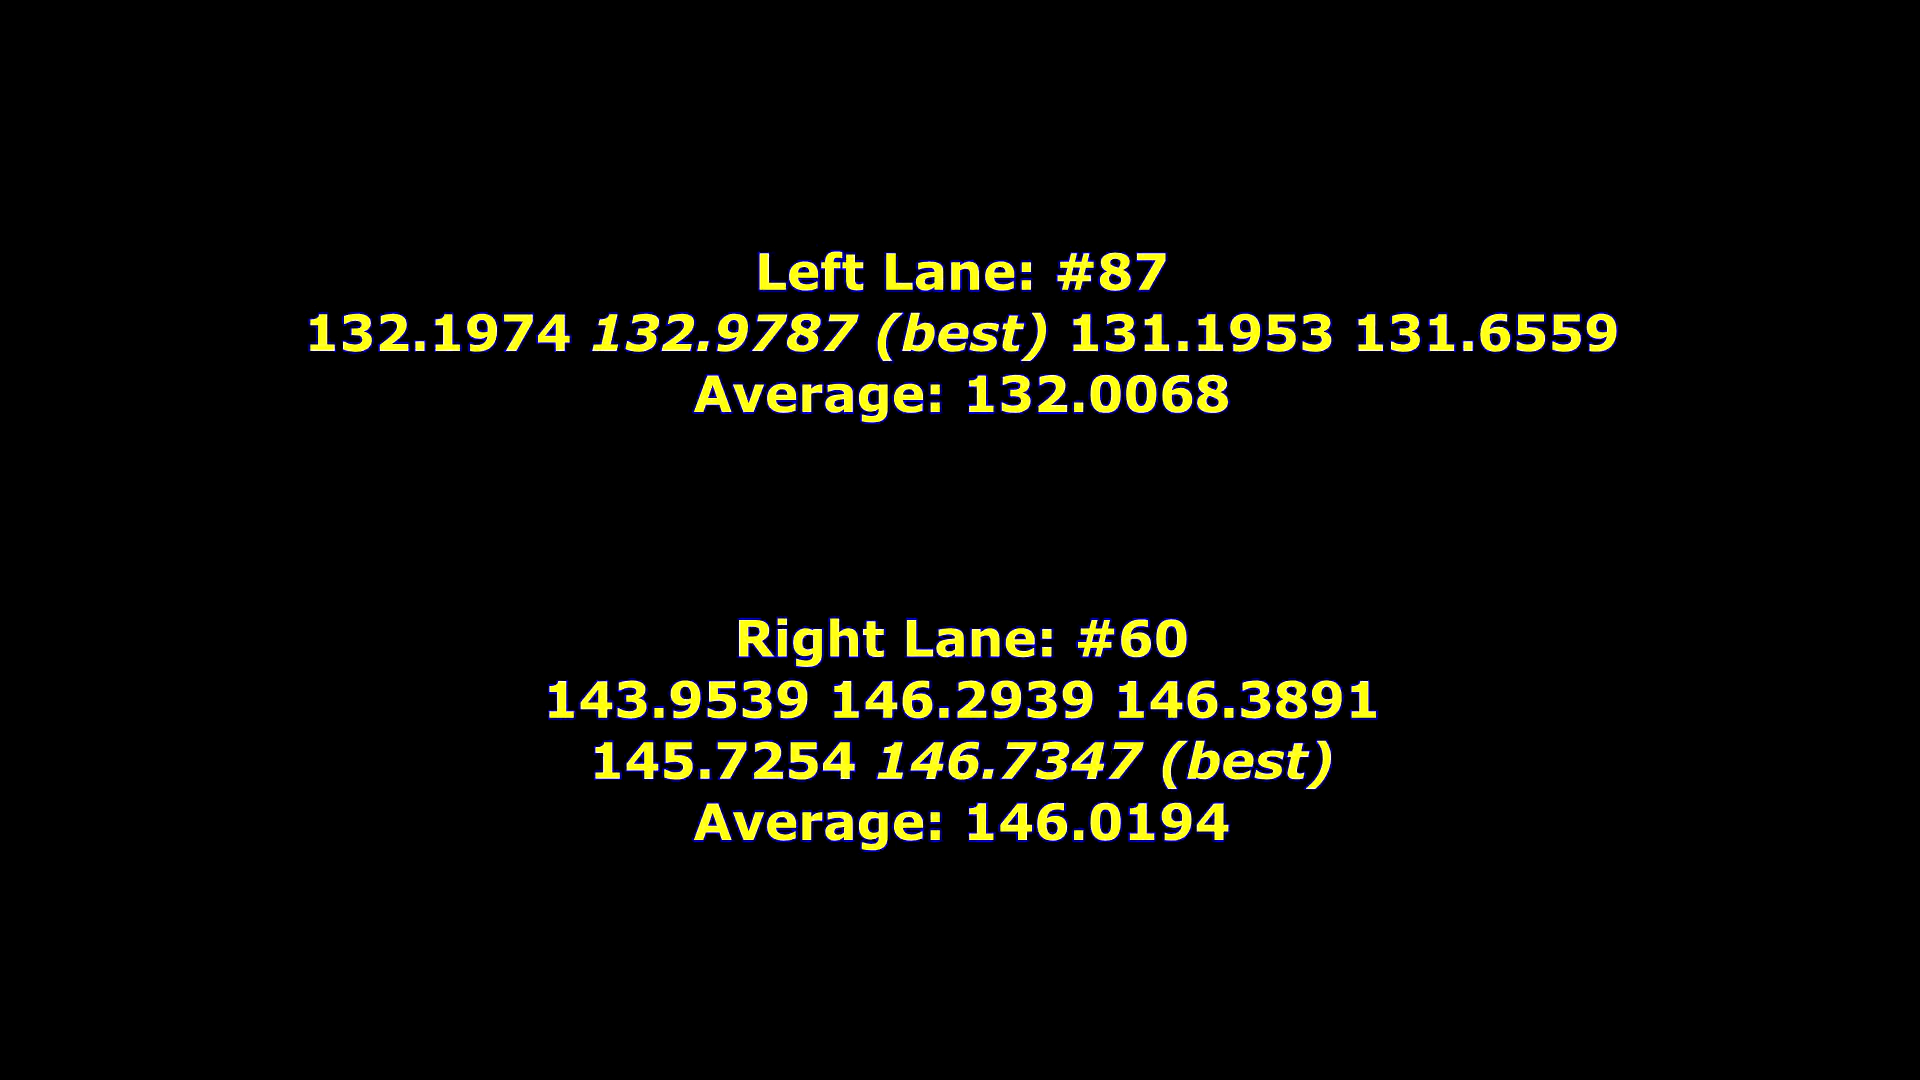 Left Lane: #87
132.1974 132.9787 (best) 131.1953 131.6559
Average: 132.0068
Right Lane: #60
143.9539 146.2939 146.3891
145.7254 146.7347 (best)
Average: 146.0194